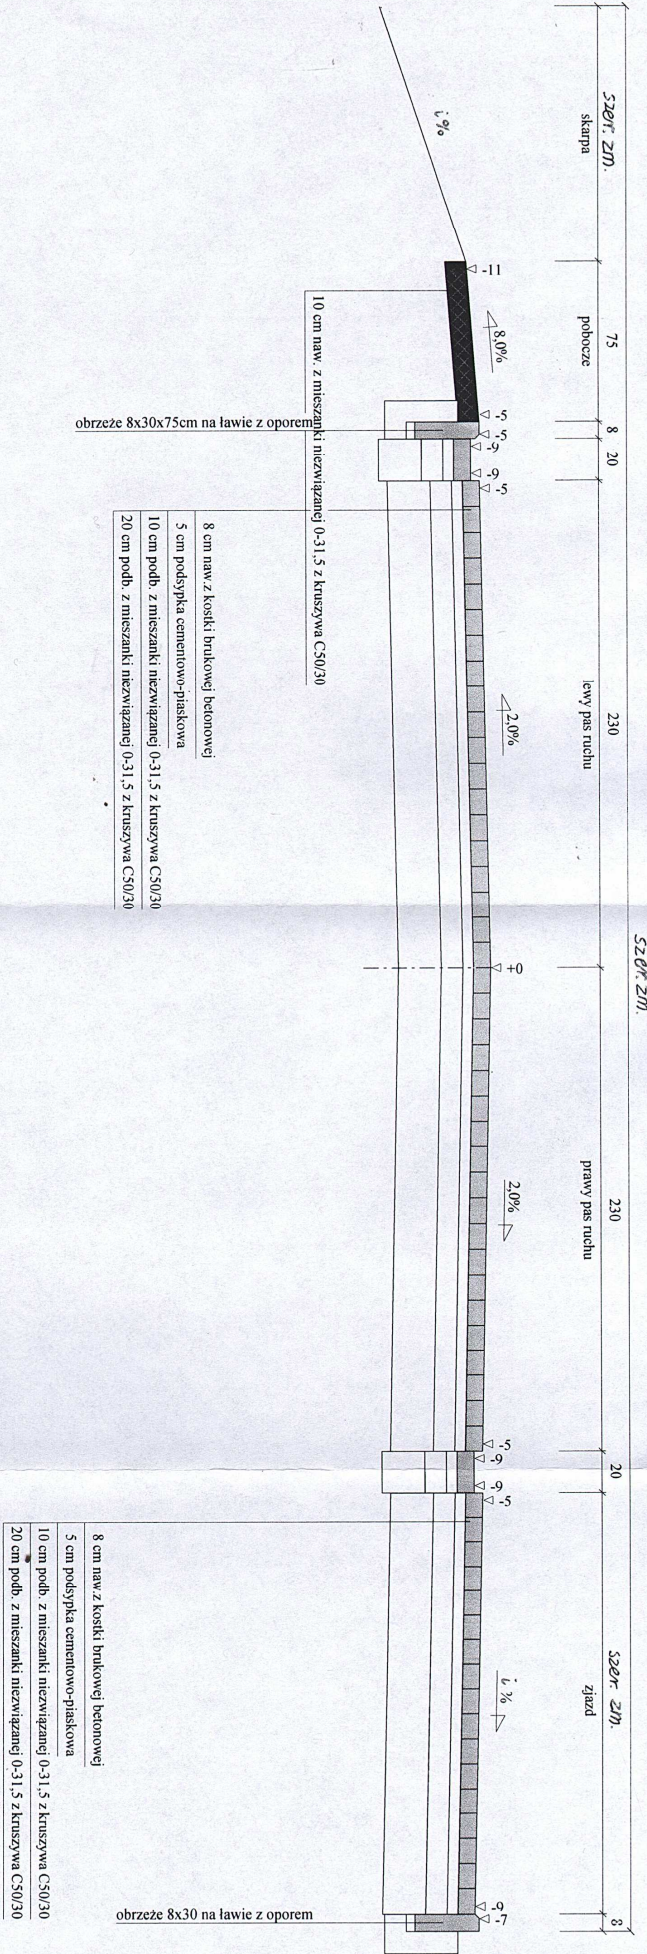 szer. zm.
szer. zm.
skarpa
75
pobocze
8
20
230
lewy pas ruchu
230
prawy pas ruchu
20
szer. zm.
zjazd
8
i%
-11
8,0%
-5
-5
-9
-9
-5
2,0%
+0
2,0%
-5
-9
-9
-5
i %
-9
-7
10 cm naw. z mieszanki niezwiązanej 0-31,5 z kruszywa C50/30
obrzeże 8x30x75cm na ławie z oporem
8 cm naw.z kostki brukowej betonowej
5 cm podsypka cementowo-piaskowa
10 cm podb. z mieszanki niezwiązanej 0-31,5 z kruszywa C50/30
20 cm podb. z mieszanki niezwiązanej 0-31,5 z kruszywa C50/30
8 cm naw.z kostki brukowej betonowej
5 cm podsypka cementowo-piaskowa
10 cm podb. z mieszanki niezwiązanej 0-31,5 z kruszywa C50/30
20 cm podb. z mieszanki niezwiązanej 0-31,5 z kruszywa C50/30
obrzeże 8x30 na ławie z oporem